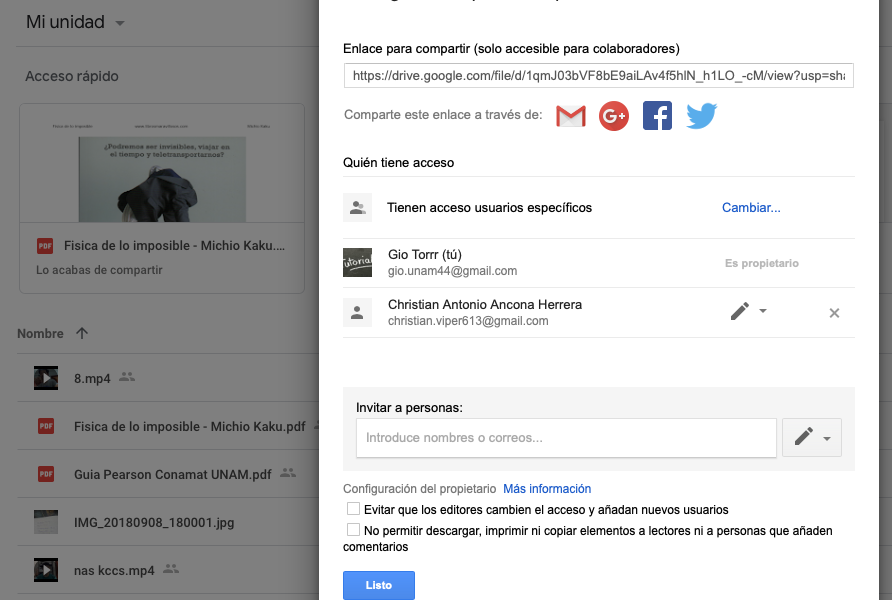 Mi unidad
Acceso rápido
¿Podremos ser invisibles, viajar en
el tiempo y teletransportarnos?
PDF Fisica de lo imposible - Michio Kaku....
Lo acabas de compartir
Nombre
8.mp4
PDF Fisica de lo imposible - Michio Kaku.pdf
PDF Guia Pearson Conamat UNAM.pdf
IMG_20180908_180001.jpg
nas kccs.mp4
Enlace para compartir (solo accesible para colaboradores)
https://drive.google.com/file/d/1qmJ03bVF8bE9aiLAv4f5hlN_h1LO_-cM/view?usp=sha
Comparte este enlace a través de:
G+
Quién tiene acceso
Tienen acceso usuarios específicos
Cambiar...
Gio Torrr (tú)
gio.unam44@gmail.com
Es propietario
Christian Antonio Ancona Herrera
christian.viper613@gmail.com
Invitar a personas:
Introduce nombres o correos...
Configuración del propietario Más información
Evitar que los editores cambien el acceso y añadan nuevos usuarios
No permitir descargar, imprimir ni copiar elementos a lectores ni a personas que añaden
comentarios
Listo